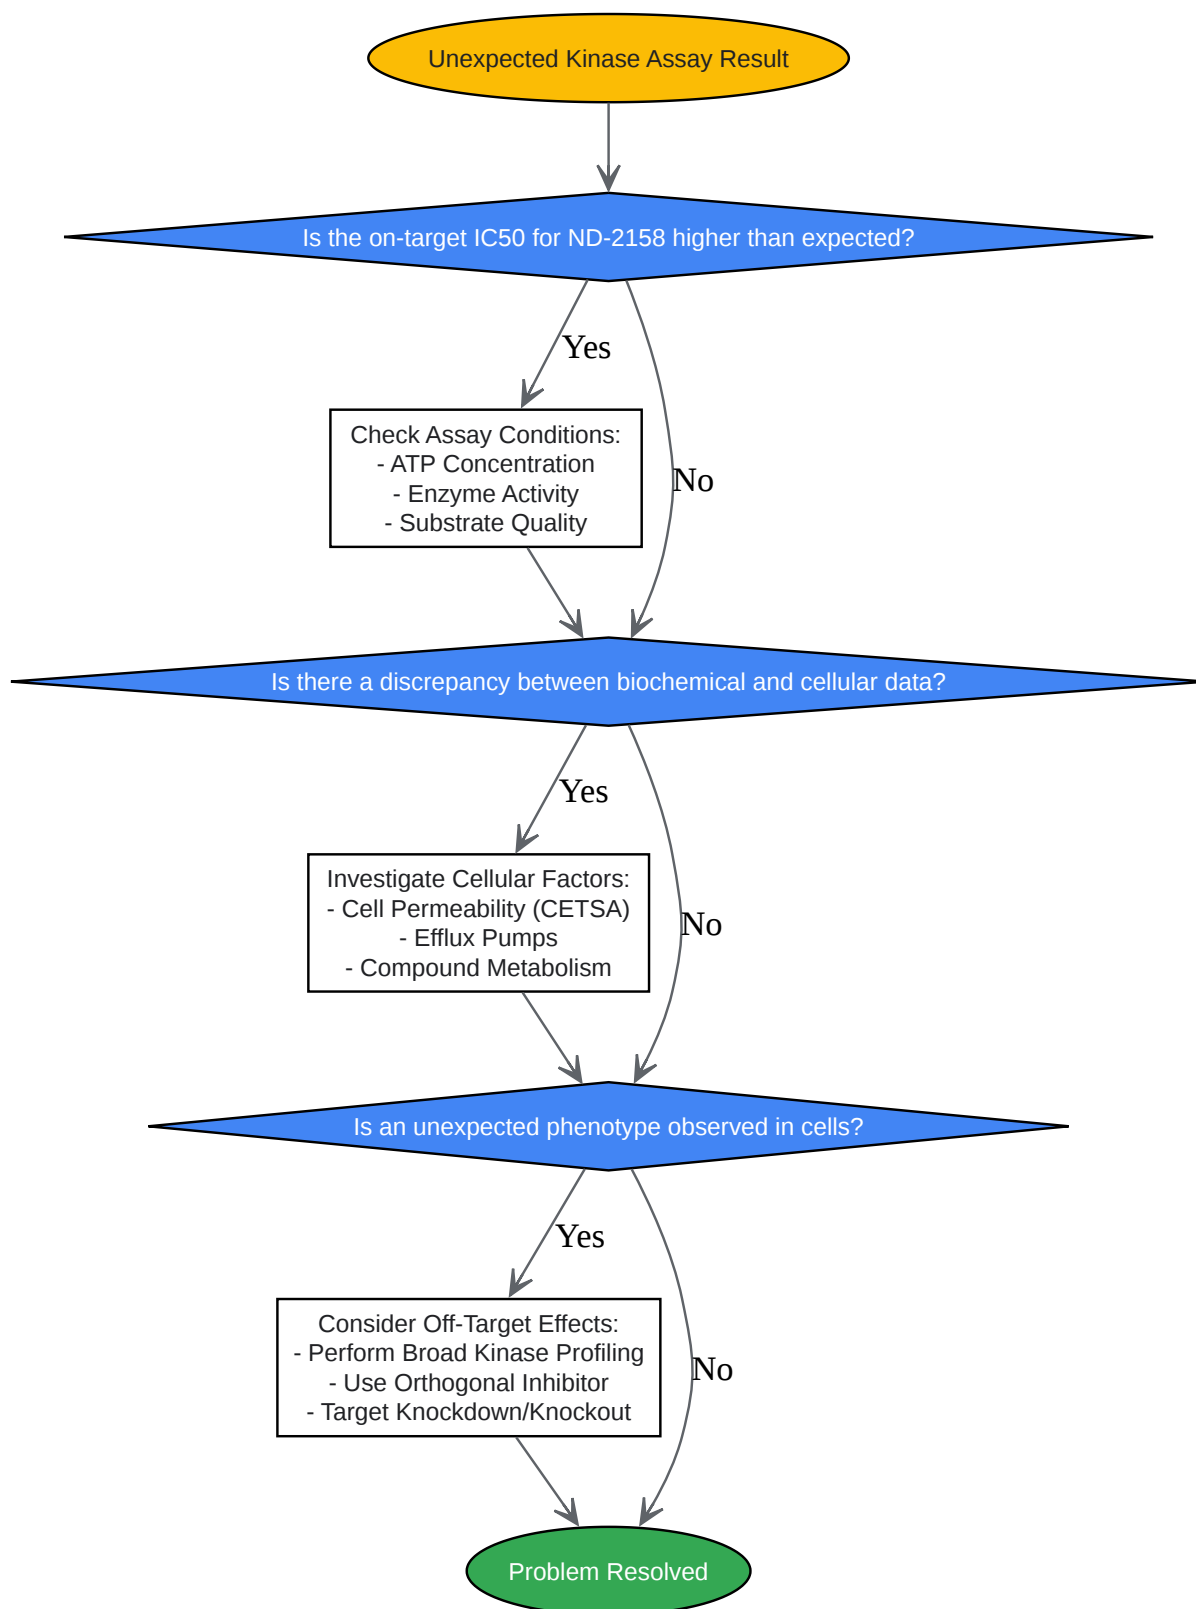 Unexpected Kinase Assay Result
Is the on-target IC50 for ND-2158 higher than expected?
Yes
Check Assay Conditions:
- ATP Concentration
- Enzyme Activity
- Substrate Quality
No
Is there a discrepancy between biochemical and cellular data?
Yes
Investigate Cellular Factors:
- Cell Permeability (CETSA)
- Efflux Pumps
- Compound Metabolism
No
Is an unexpected phenotype observed in cells?
Yes
Consider Off-Target Effects:
- Perform Broad Kinase Profiling
- Use Orthogonal Inhibitor
- Target Knockdown/Knockout
No
Problem Resolved